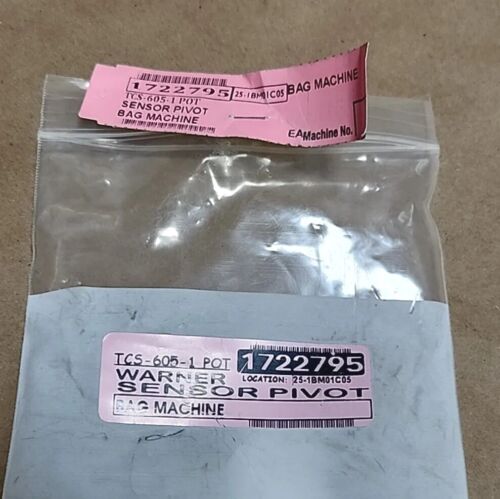 1722795 25-1BM01C05 BAG MACHINE
TCS-605-1 POT
SENSOR PIVOT
BAG MACHINE
EA Machine No.
TCS-605-1 POT 1722795
WARNER LOCATION: 25-1BM01C05
SENSOR PIVOT
BAG MACHINE